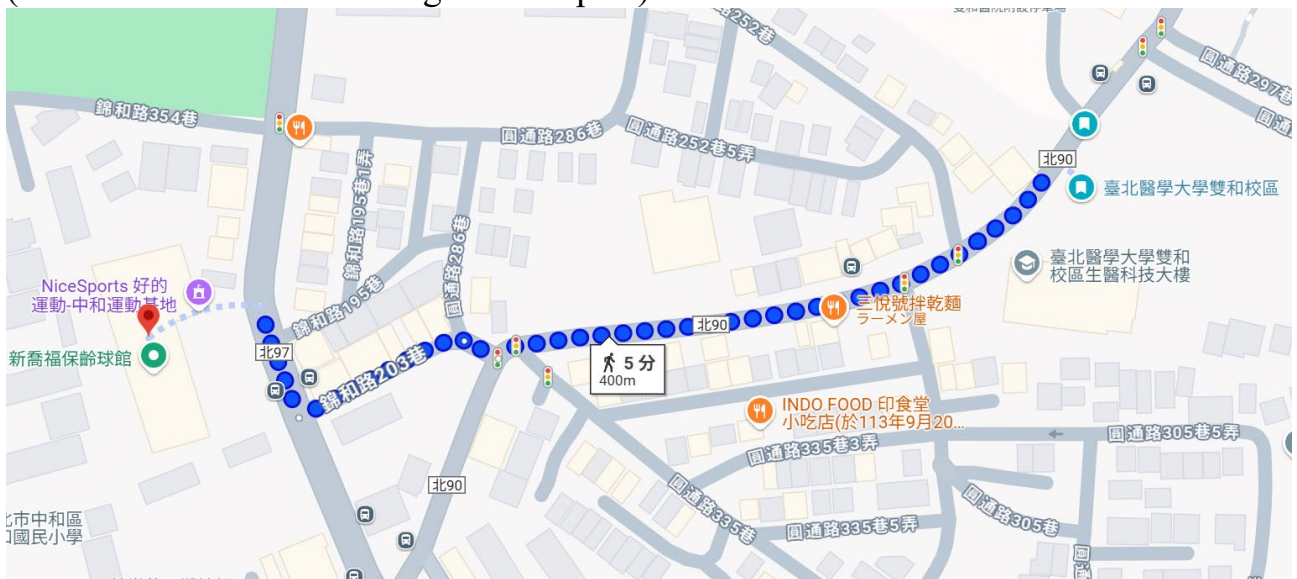 圓通路252巷
圓通路297巷
錦和路354巷
圓通路286巷
圓通路252巷5弄
北90
臺北醫學大學雙和校區
錦和路195巷1弄
圓通路286巷
臺北醫學大學雙和
校區生醫科技大樓
NiceSports 好的
運動-中和運動基地
錦和路195巷
三悅號拌乾麵
ラーメン屋
北90
新喬福保齡球館
北97
5 分
400m
錦和路203巷
INDO FOOD 印食堂
小吃店(於113年9月20...
圓通路305巷5弄
圓通路335巷3弄
北90
圓通路335巷
圓通路305巷
圓通路335巷5弄